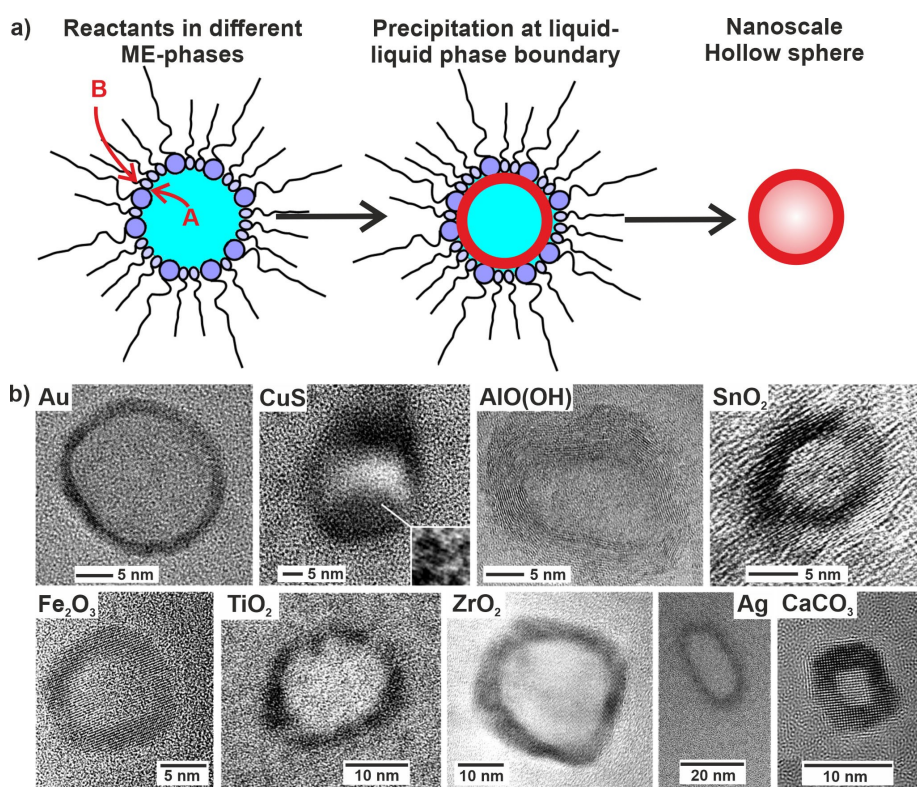 a)
Reactants in different
ME-phases
Precipitation at liquid-
liquid phase boundary
Nanoscale
Hollow sphere
B
A
b)
Au
CuS
AlO(OH)
SnO₂
5 nm
5 nm
5 nm
5 nm
Fe₂O₃
TiO₂
ZrO₂
Ag
CaCO₃
5 nm
10 nm
10 nm
20 nm
10 nm